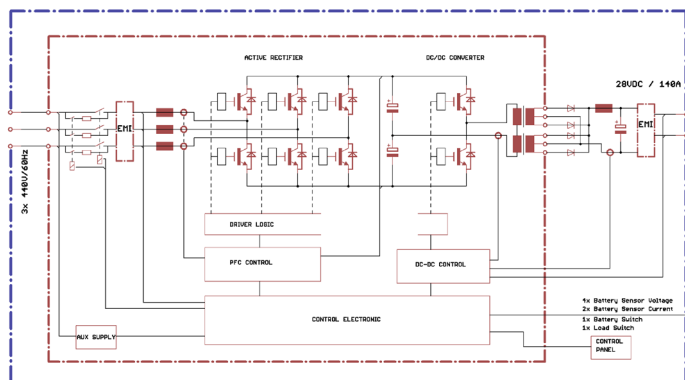 ACTIVE RECTIFIER
DC/DC CONVERTER
28VDC / 140A
EMI
EMI
3x 440V/60Hz
DRIVER LOGIC
PFC CONTROL
DC-DC CONTROL
CONTROL ELECTRONIC
AUX SUPPLY
4x Battery Sensor Voltage
2x Battery Sensor Current
1x Battery Switch
1x Load Switch
CONTROL
PANEL